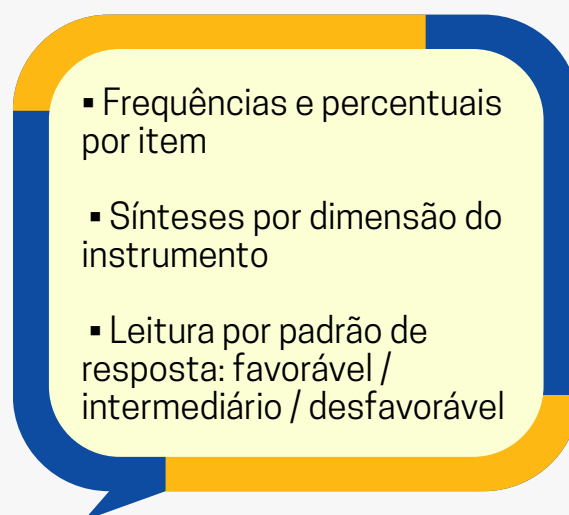 ▪ Frequências e percentuais
por item
▪ Sínteses por dimensão do
instrumento
▪ Leitura por padrão de
resposta: favorável /
intermediário / desfavorável